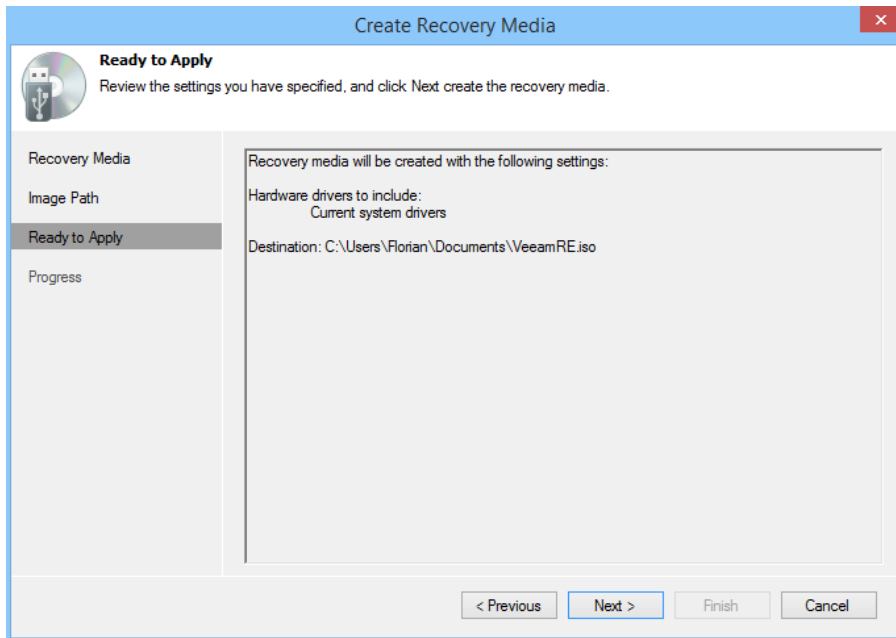 Create Recovery Media
Ready to Apply
Review the settings you have specified, and click Next create the recovery media.
Recovery Media
Image Path
Ready to Apply
Progress
Recovery media will be created with the following settings:
Hardware drivers to include:
Current system drivers
Destination: C:\Users\Florian\Documents\VeeamRE.iso
< Previous
Next >
Finish
Cancel